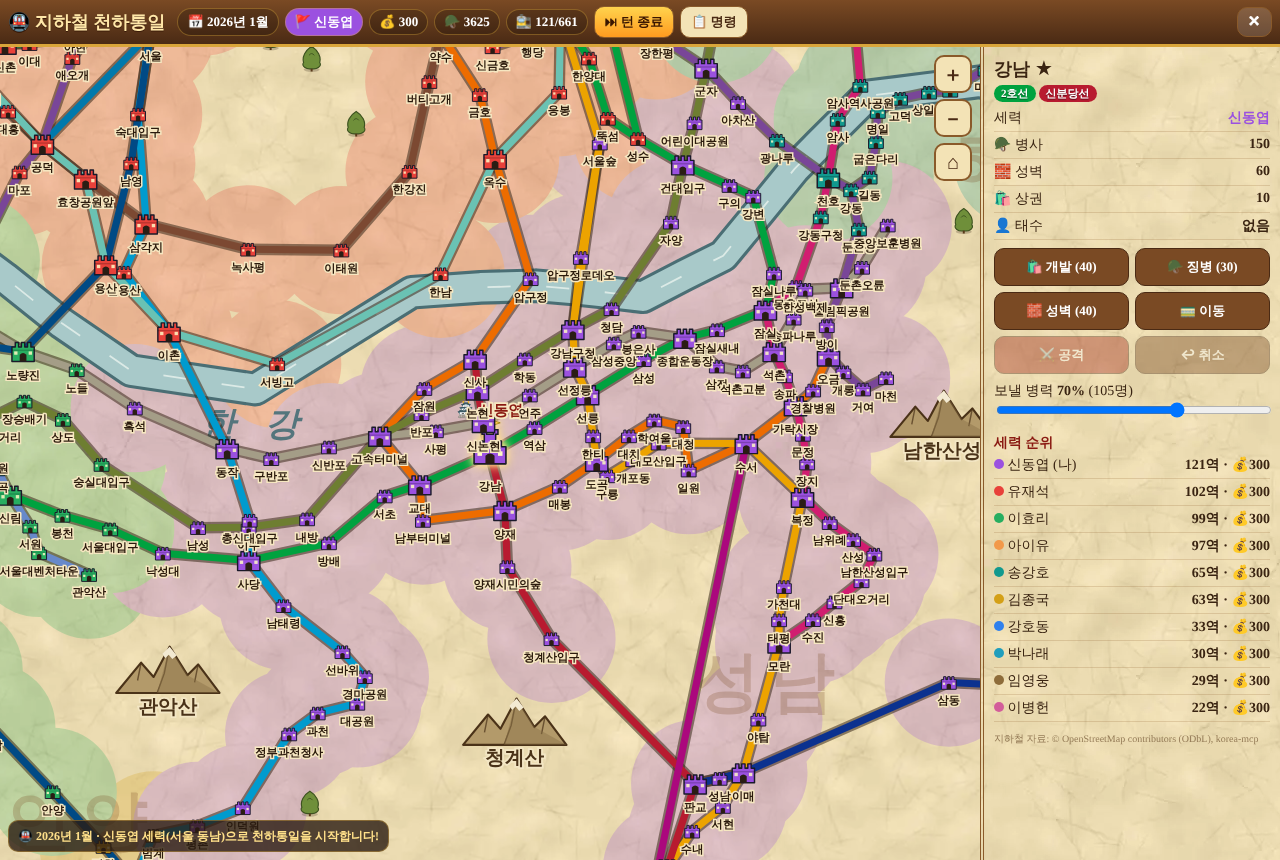 지하철 천하통일
2026년 1월
신동엽
300
3625
121/661
턴 종료
명령
×
이대
애오개
서울
약수
신금호
행당
한양대
장한평
군자
버티고개
금호
응봉
숙대입구
공덕
마포
남영
효창공원앞
한강진
옥수
뚝섬
서울숲
성수
어린이대공원
아차산
광나루
암사역사공원
암사
고덕
상일
명일
굽은다리
건대입구
구의
강변
천호
강동
길동
강동구청
중앙보훈병원
둔촌오륜
삼각지
녹사평
이태원
용산
용산
한남
압구정
압구정로데오
자양
청담
잠실나루
한성백제
올림픽공원
이촌
서빙고
노량진
노들
흑석
장승배기
상도
숭실대입구
한 강
동작
구반포
신반포
고속터미널
잠원
반포
사평
신사
논현
신논현
신동엽
학동
언주
강남구청
선정릉
삼성중앙
봉은사
종합운동장
잠실새내
삼성
선릉
역삼
강남
잠실
송파나루
방이
석촌
석촌고분
송파
오금
개롱
거여
마천
경찰병원
가락시장
문정
장지
복정
수서
일원
대청
학여울
대치
대모산입구
개포동
구룡
도곡
한티
매봉
양재
교대
서초
남부터미널
방배
내방
총신대입구
사당
남성
낙성대
서울대입구
봉천
신림
서원
서울대벤처타운
관악산
남태령
선바위
경마공원
대공원
과천
정부과천청사
양재시민의숲
청계산입구
남위례
산성
남한산성입구
단대오거리
신흥
수진
가천대
태평
모란
야탑
이매
성남
판교
서현
수내
삼동
남한산성
관악산
청계산
성남
안양
안양
범계
2026년 1월 · 신동엽 세력(서울 동남)으로 천하통일을 시작합니다!
+
−
⌂
강남 ★
2호선
신분당선
세력 신동엽
병사 150
성벽 60
상권 10
태수 없음
개발 (40)
징병 (30)
성벽 (40)
이동
공격
취소
보낼 병력 70% (105명)
세력 순위
신동엽 (나) 121역 · 300
유재석 102역 · 300
이효리 99역 · 300
아이유 97역 · 300
송강호 65역 · 300
김종국 63역 · 300
강호동 33역 · 300
박나래 30역 · 300
임영웅 29역 · 300
이병헌 22역 · 300
지하철 자료: © OpenStreetMap contributors (ODbL), korea-mcp